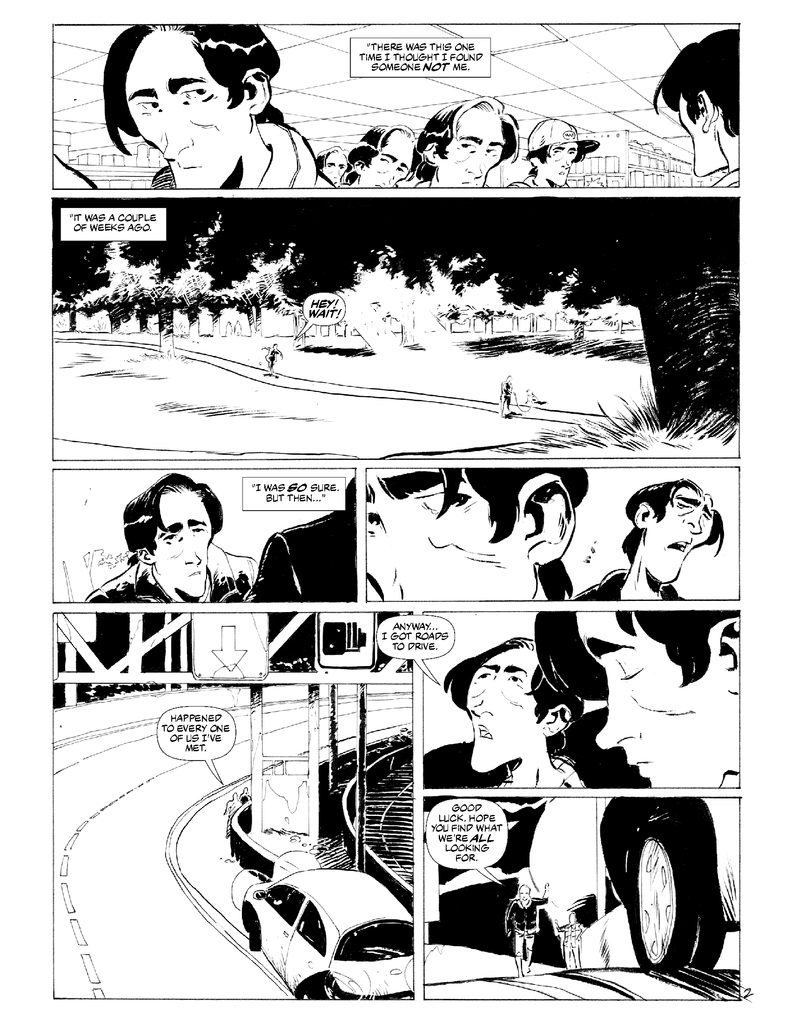 "THERE WAS THIS ONE
TIME I THOUGHT I FOUND
SOMEONE NOT ME.
"IT WAS A COUPLE
OF WEEKS AGO.
HEY!
WAIT!
"I WAS SO SURE.
BUT THEN..."
ANYWAY...
I GOT ROADS
TO DRIVE.
HAPPENED
TO EVERY ONE
OF US I'VE
MET.
GOOD
LUCK. HOPE
YOU FIND WHAT
WE'RE ALL
LOOKING
FOR.
2